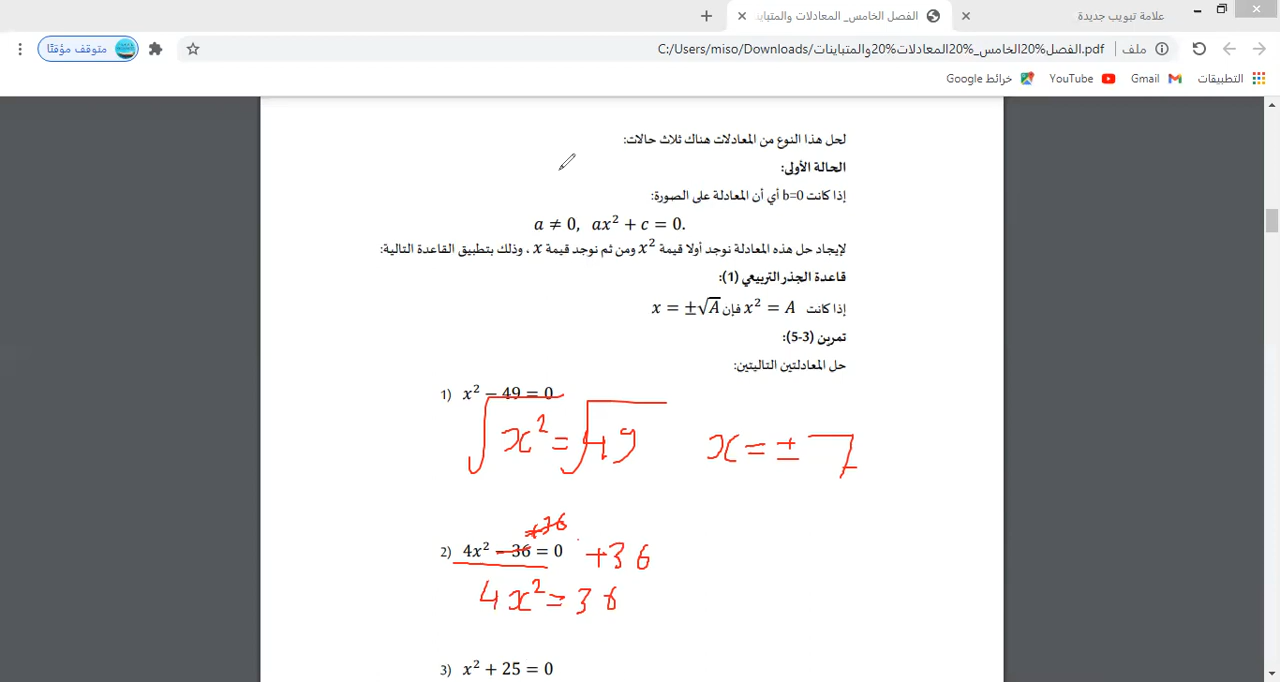 علامة تبويب جديدة
الفصل الخامس_ المعادلات والمتباينا
ملف C:/Users/miso/Downloads/الفصل%20الخامس_%20المعادلات%20والمتباينات.pdf
متوقف مؤقتًا
التطبيقات Gmail YouTube خرائط Google
لحل هذا النوع من المعادلات هناك ثلاث حالات:
الحالة الأولى:
إذا كانت b=0 أي أن المعادلة على الصورة:
a ≠ 0, ax² + c = 0.
لإيجاد حل هذه المعادلة نوجد أولا قيمة x² ومن ثم نوجد قيمة x ، وذلك بتطبيق القاعدة التالية:
قاعدة الجذر التربيعي (1):
إذا كانت x² = A فإن x = ±√A
تمرين (3-5):
حل المعادلتين التاليتين:
1) x² − 49 = 0
√x² = √49 x = ± 7
+36
2) 4x² − 36 = 0 +36
4x² = 36
3) x² + 25 = 0